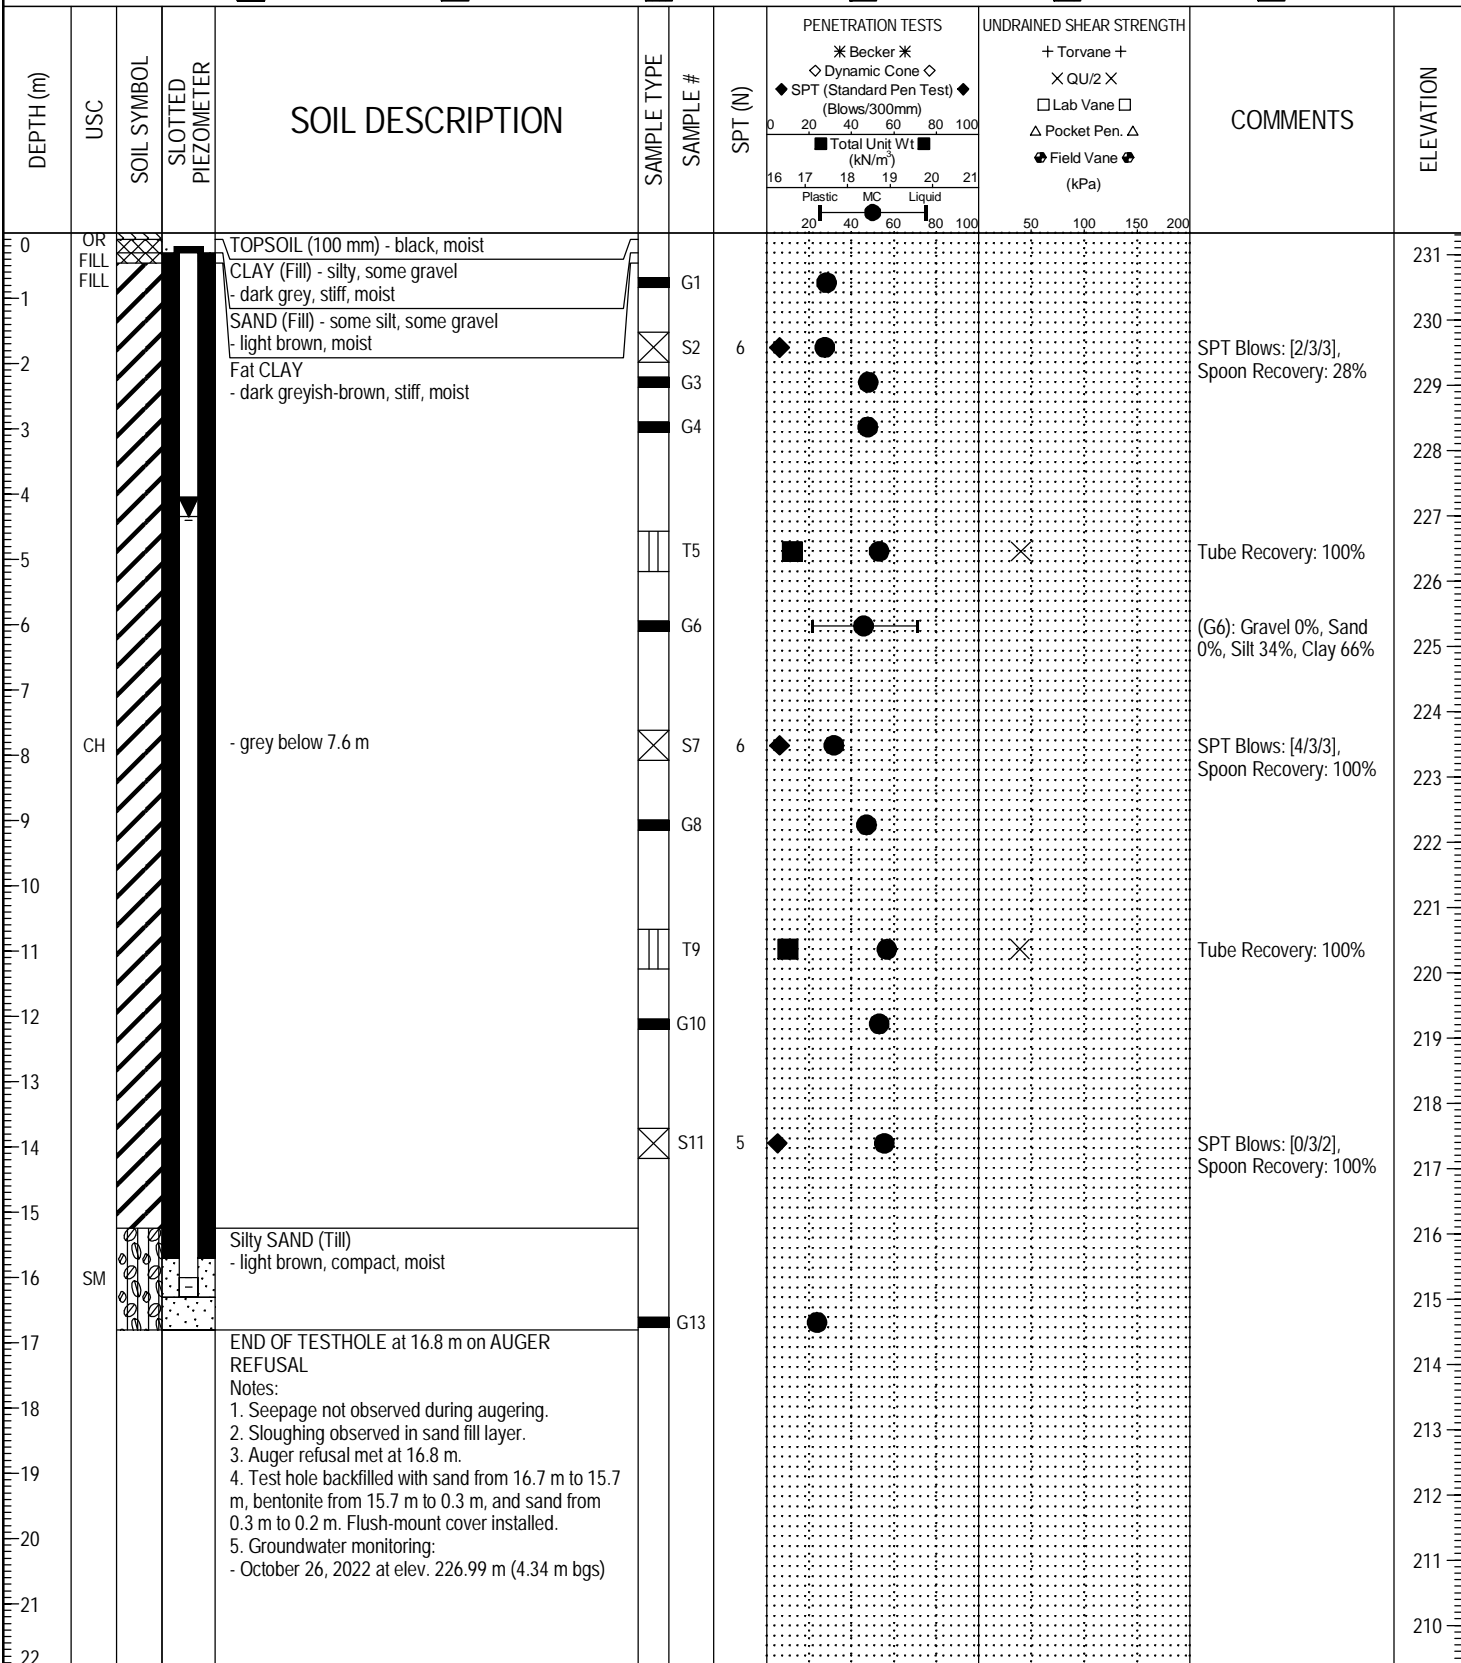 DEPTH (m)
USC
SOIL SYMBOL
SLOTTED
PIEZOMETER
SOIL DESCRIPTION
SAMPLE TYPE
SAMPLE #
SPT (N)
PENETRATION TESTS
✳ Becker ✳
◇ Dynamic Cone ◇
◆ SPT (Standard Pen Test) ◆
(Blows/300mm)
0 20 40 60 80 100
■ Total Unit Wt ■
(kN/m³)
16 17 18 19 20 21
Plastic MC Liquid
20 40 60 80 100
UNDRAINED SHEAR STRENGTH
+ Torvane +
✕ QU/2 ✕
□ Lab Vane □
△ Pocket Pen. △
Field Vane
(kPa)
50 100 150 200
COMMENTS
ELEVATION
0
1
2
3
4
5
6
7
8
9
10
11
12
13
14
15
16
17
18
19
20
21
22
OR
FILL
FILL
CH
SM
TOPSOIL (100 mm) - black, moist
CLAY (Fill) - silty, some gravel
- dark grey, stiff, moist
SAND (Fill) - some silt, some gravel
- light brown, moist
Fat CLAY
- dark greyish-brown, stiff, moist
- grey below 7.6 m
Silty SAND (Till)
- light brown, compact, moist
END OF TESTHOLE at 16.8 m on AUGER
REFUSAL
Notes:
1. Seepage not observed during augering.
2. Sloughing observed in sand fill layer.
3. Auger refusal met at 16.8 m.
4. Test hole backfilled with sand from 16.7 m to 15.7
m, bentonite from 15.7 m to 0.3 m, and sand from
0.3 m to 0.2 m. Flush-mount cover installed.
5. Groundwater monitoring:
- October 26, 2022 at elev. 226.99 m (4.34 m bgs)
G1
S2
G3
G4
T5
G6
S7
G8
T9
G10
S11
G13
6
6
5
SPT Blows: [2/3/3],
Spoon Recovery: 28%
Tube Recovery: 100%
(G6): Gravel 0%, Sand
0%, Silt 34%, Clay 66%
SPT Blows: [4/3/3],
Spoon Recovery: 100%
Tube Recovery: 100%
SPT Blows: [0/3/2],
Spoon Recovery: 100%
231
230
229
228
227
226
225
224
223
222
221
220
219
218
217
216
215
214
213
212
211
210